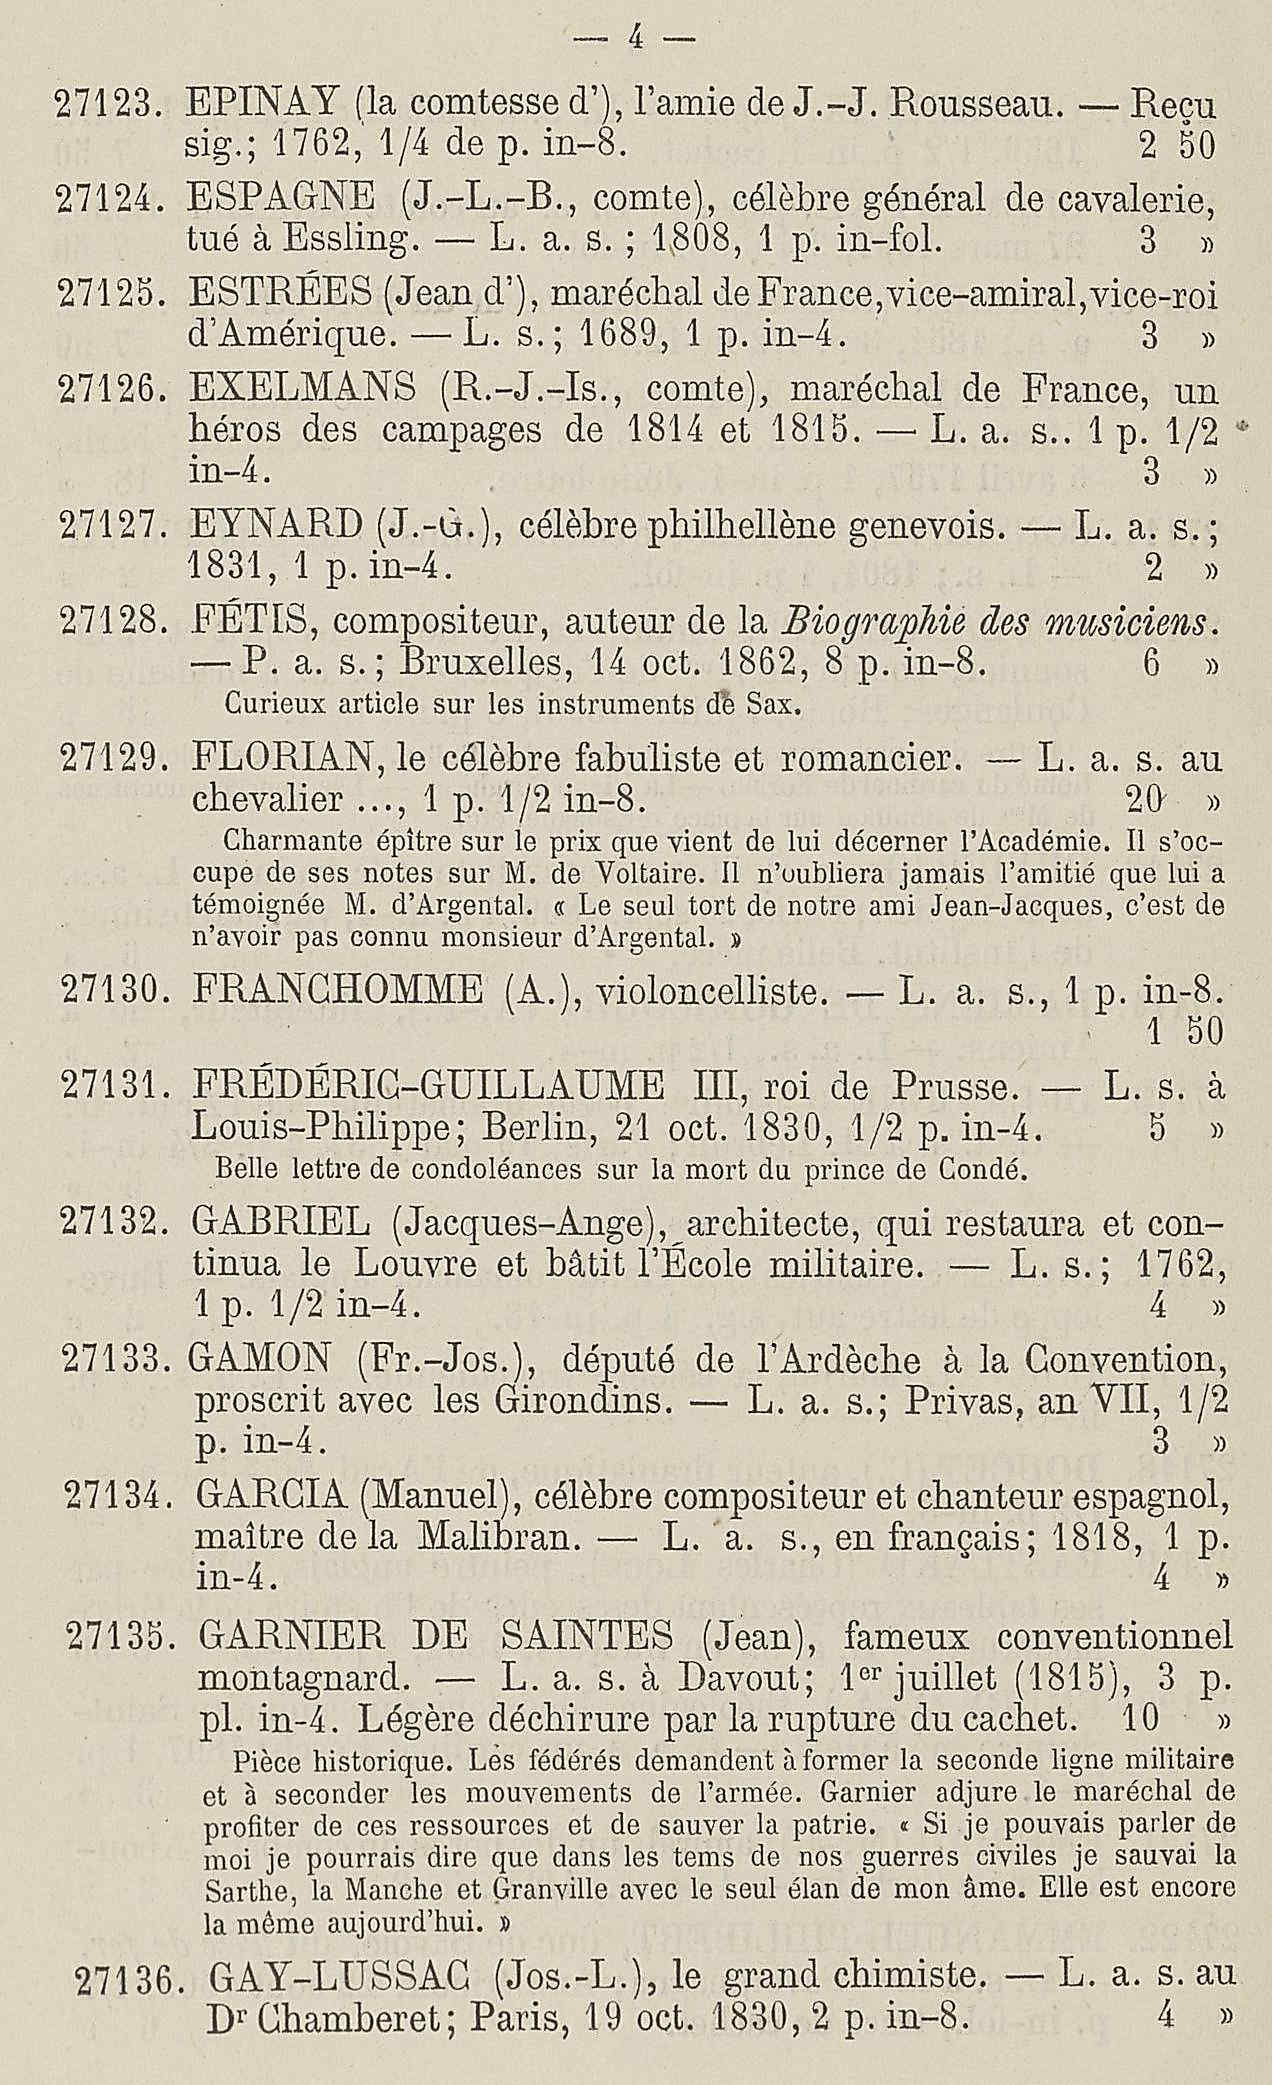 — 4 —
27123. EPINAY (la comtesse d'), l'amie de J.-J. Rousseau. — Reçu
sig.; 1762, 1/4 de p. in-8. 2 50
27124. ESPAGNE (J.-L.-B., comte), célèbre général de cavalerie,
tué à Essling. — L. a. s. ; 1808, 1 p. in-fol. 3 »
27125. ESTRÉES (Jean d'), maréchal de France, vice-amiral, vice-roi
d'Amérique. — L. s. ; 1689, 1 p. in-4. 3 »
27126. EXELMANS (R.-J.-Is., comte), maréchal de France, un
héros des campages de 1814 et 1815. — L. a. s.. 1 p. 1/2
in-4. 3 »
27127. EYNARD (J.-G.), célèbre philhellène genevois. — L. a. s. ;
1831, 1 p. in-4. 2 »
27128. FÉTIS, compositeur, auteur de la Biographie des musiciens.
— P. a. s. ; Bruxelles, 14 oct. 1862, 8 p. in-8. 6 »
Curieux article sur les instruments de Sax.
27129. FLORIAN, le célèbre fabuliste et romancier. — L. a. s. au
chevalier ..., 1 p. 1/2 in-8. 20 »
Charmante épître sur le prix que vient de lui décerner l'Académie. Il s'oc-
cupe de ses notes sur M. de Voltaire. Il n'oubliera jamais l'amitié que lui a
témoignée M. d'Argental. « Le seul tort de notre ami Jean-Jacques, c'est de
n'avoir pas connu monsieur d'Argental. »
27130. FRANCHOMME (A.), violoncelliste. — L. a. s., 1 p. in-8.
1 50
27131. FRÉDÉRIC-GUILLAUME III, roi de Prusse. — L. s. à
Louis-Philippe; Berlin, 21 oct. 1830, 1/2 p. in-4. 5 »
Belle lettre de condoléances sur la mort du prince de Condé.
27132. GABRIEL (Jacques-Ange), architecte, qui restaura et con-
tinua le Louvre et bâtit l'École militaire. — L. s. ; 1762,
1 p. 1/2 in-4. 4 »
27133. GAMON (Fr.-Jos.), député de l'Ardèche à la Convention,
proscrit avec les Girondins. — L. a. s.; Privas, an VII, 1/2
p. in-4. 3 »
27134. GARCIA (Manuel), célèbre compositeur et chanteur espagnol,
maître de la Malibran. — L. a. s., en français; 1818, 1 p.
in-4. 4 »
27135. GARNIER DE SAINTES (Jean), fameux conventionnel
montagnard. — L. a. s. à Davout; 1er juillet (1815), 3 p.
pl. in-4. Légère déchirure par la rupture du cachet. 10 »
Pièce historique. Les fédérés demandent à former la seconde ligne militaire
et à seconder les mouvements de l'armée. Garnier adjure le maréchal de
profiter de ces ressources et de sauver la patrie. « Si je pouvais parler de
moi je pourrais dire que dans les tems de nos guerres civiles je sauvai la
Sarthe, la Manche et Granville avec le seul élan de mon âme. Elle est encore
la même aujourd'hui. »
27136. GAY-LUSSAC (Jos.-L.), le grand chimiste. — L. a. s. au
Dr Chamberet; Paris, 19 oct. 1830, 2 p. in-8. 4 »